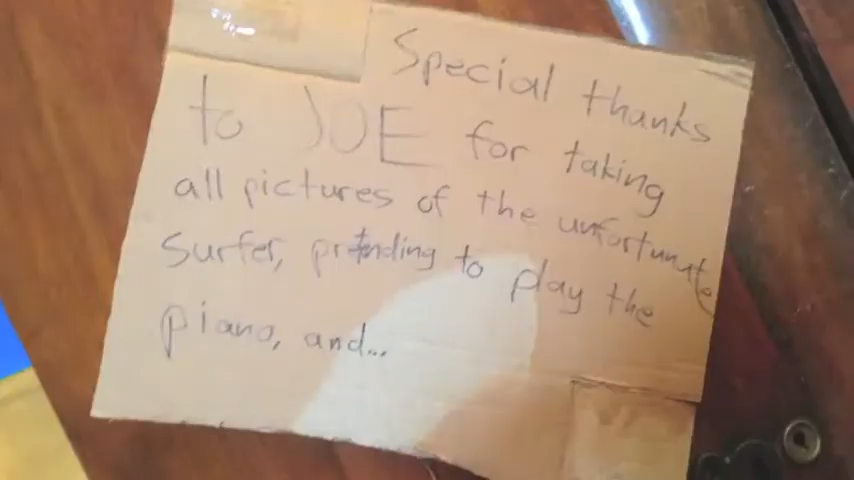 Special thanks
to JOE for taking
all pictures of the unfortunate
surfer, pretending to play the
piano, and...